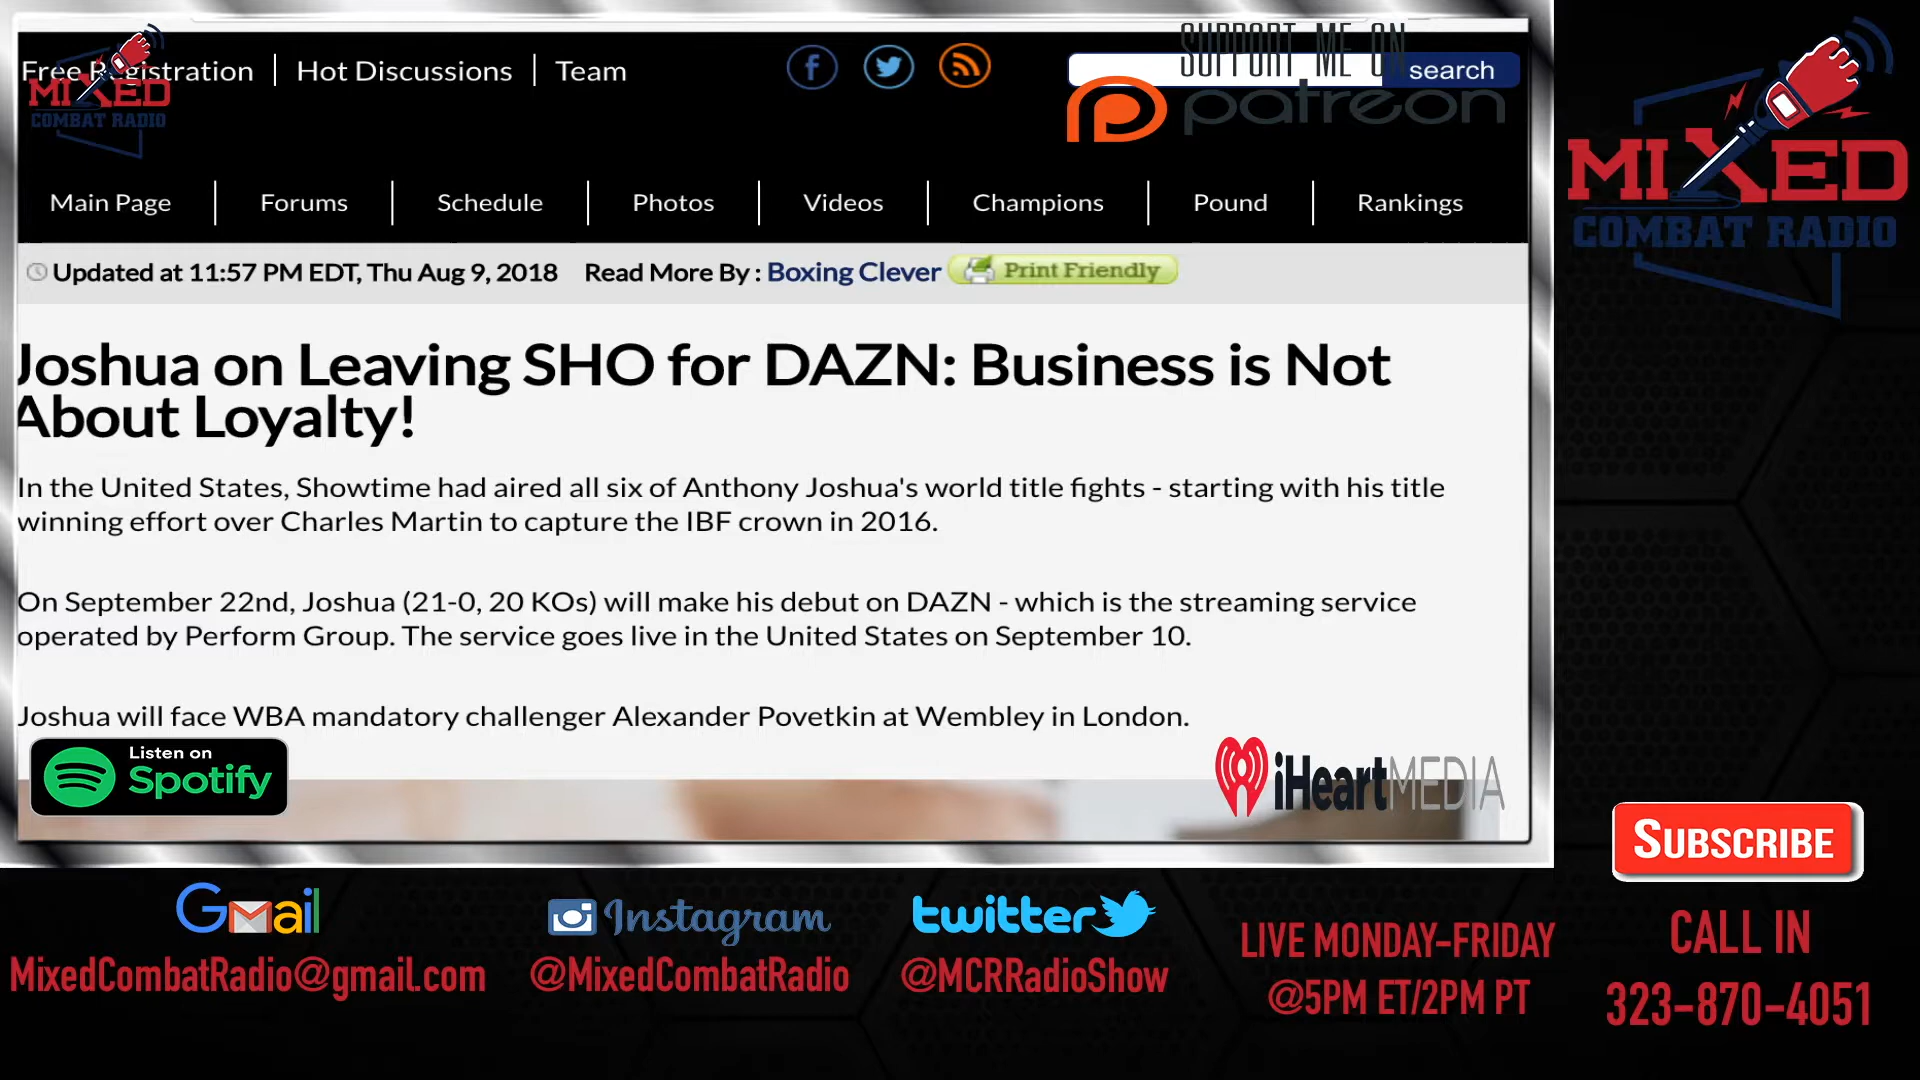 SUPPORT ME ON
patreon
Free Registration
Hot Discussions
Team
search
MIXED
COMBAT RADIO
MIXED
COMBAT RADIO
Main Page
Forums
Schedule
Photos
Videos
Champions
Pound
Rankings
Updated at 11:57 PM EDT, Thu Aug 9, 2018
Read More By : Boxing Clever
Print Friendly
Joshua on Leaving SHO for DAZN: Business is Not
About Loyalty!
In the United States, Showtime had aired all six of Anthony Joshua's world title fights - starting with his title
winning effort over Charles Martin to capture the IBF crown in 2016.
On September 22nd, Joshua (21-0, 20 KOs) will make his debut on DAZN - which is the streaming service
operated by Perform Group. The service goes live in the United States on September 10.
Joshua will face WBA mandatory challenger Alexander Povetkin at Wembley in London.
Listen on
Spotify
iHeartMEDIA
SUBSCRIBE
Gmail
Instagram
twitter
MixedCombatRadio@gmail.com
@MixedCombatRadio
@MCRRadioShow
LIVE MONDAY-FRIDAY
@5PM ET/2PM PT
CALL IN
323-870-4051